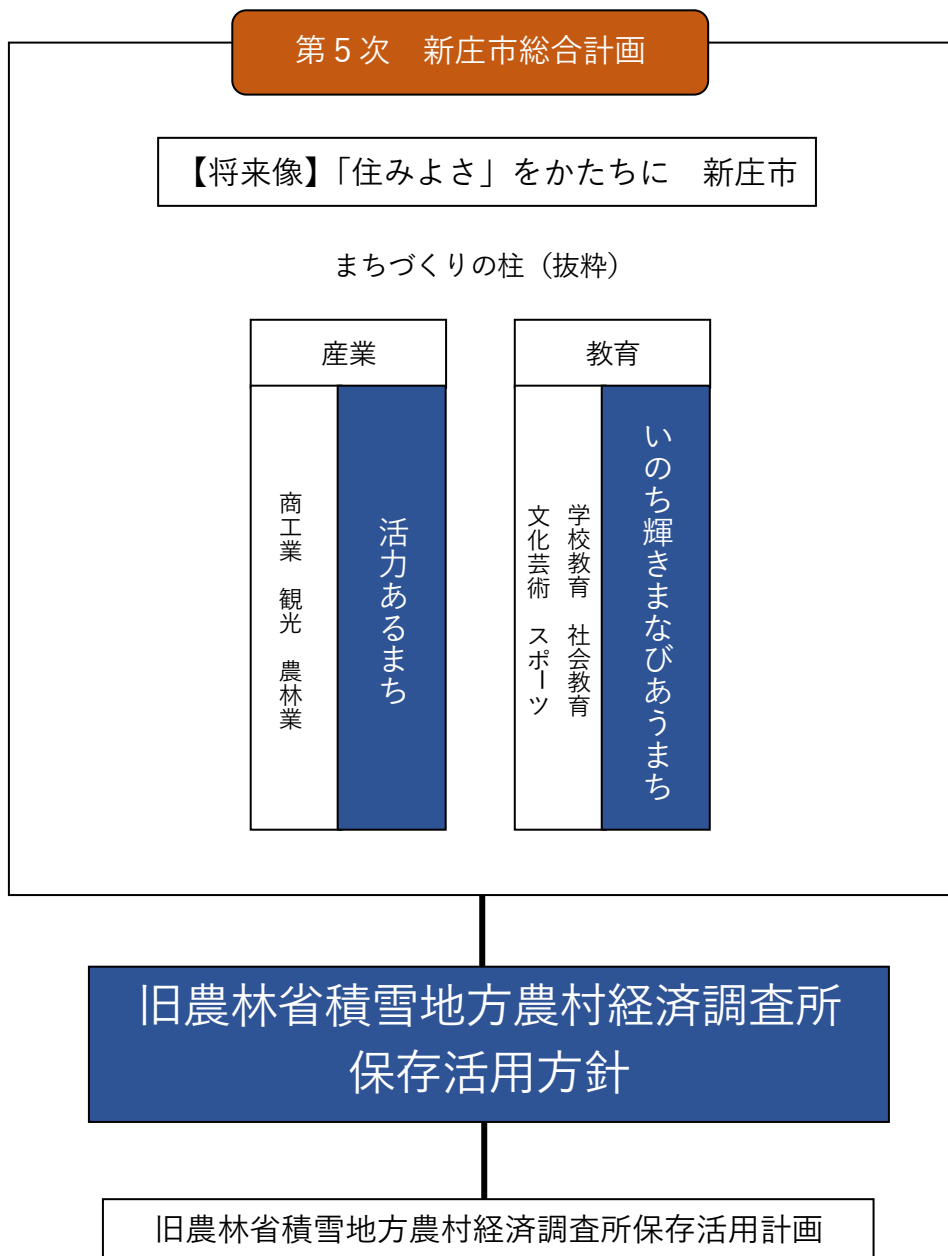 第5次　新庄市総合計画
【将来像】「住みよさ」をかたちに　新庄市
まちづくりの柱（抜粋）
産業
活力あるまち
商工業　観光　農林業
教育
いのち輝きまなびあうまち
学校教育　社会教育
文化芸術　スポーツ
旧農林省積雪地方農村経済調査所
保存活用方針
旧農林省積雪地方農村経済調査所保存活用計画